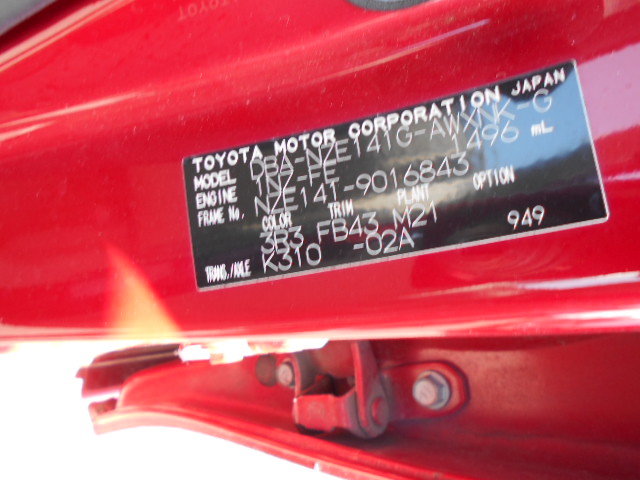 TOYOTA MOTOR CORPORATION JAPAN
MODEL DBA-NZE141G-AWXNK-G
ENGINE 1NZ-FE 1496 mL
FRAME No. NZE141-9016843
COLOR TRIM PLANT OPTION
3R3 FB43 M21
TRANS./AXLE K310 -02A 949